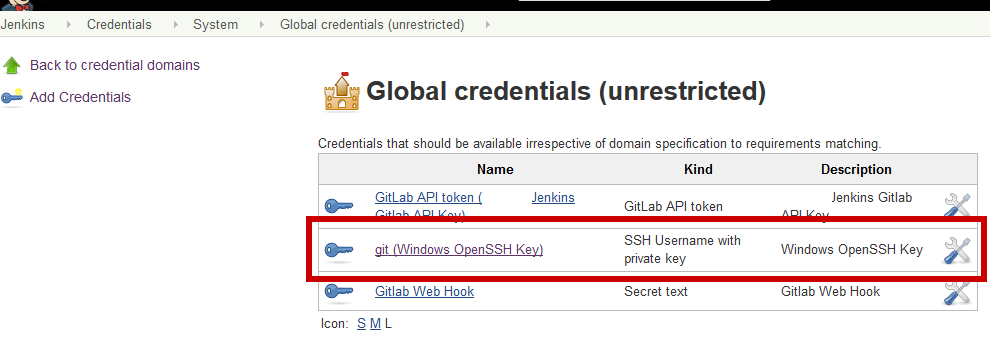 Jenkins Credentials System Global credentials (unrestricted)
Back to credential domains
Add Credentials
Global credentials (unrestricted)
Credentials that should be available irrespective of domain specification to requirements matching.
Name Kind Description
GitLab API token ( Jenkins
Gitlab API Key) GitLab API token Jenkins Gitlab
API Key
git (Windows OpenSSH Key) SSH Username with
private key Windows OpenSSH Key
Gitlab Web Hook Secret text Gitlab Web Hook
Icon: S M L